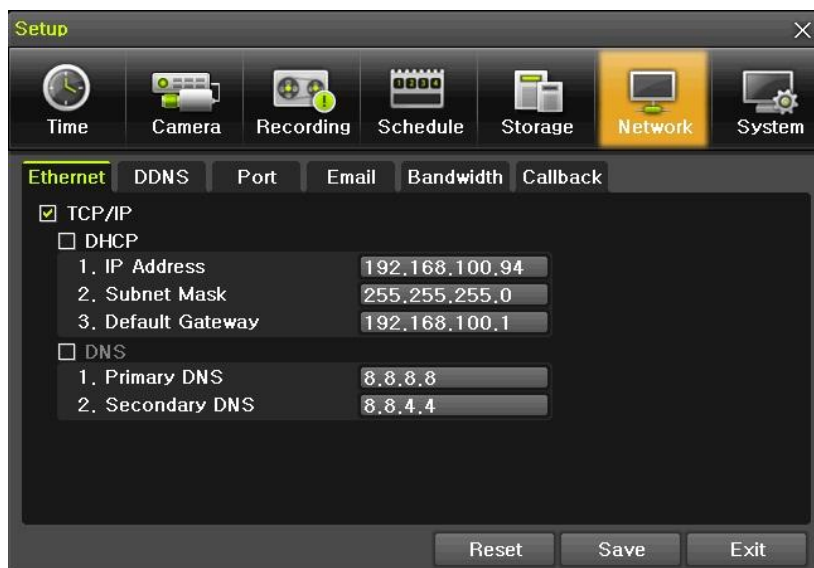 Setup
Time Camera Recording Schedule Storage Network System
Ethernet DDNS Port Email Bandwidth Callback
TCP/IP
DHCP
1. IP Address 192.168.100.94
2. Subnet Mask 255.255.255.0
3. Default Gateway 192.168.100.1
DNS
1. Primary DNS 8.8.8.8
2. Secondary DNS 8.8.4.4
Reset Save Exit